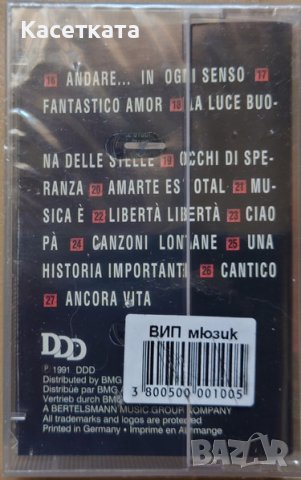 Касетката
16 ANDARE... IN OGNI SENSO 17
FANTASTICO AMOR 18 LA LUCE BUO-
NA DELLE STELLE 19 OCCHI DI SPE-
RANZA 20 AMARTE ES OTAL 21 MU-
SICA È 22 LIBERTÀ LIBERTÀ 23 CIAO
PÀ 24 CANZONI LONTANE 25 UNA
HISTORIA IMPORTANT 26 CANTICO
27 ANCORA VITA
DDD
ВИП мюзик
3 800500 001005
℗ 1991 DDD
Distributed by BMG
Distribué par BMG
Vertrieb durch BMG
A BERTELSMANN MUSIC GROUP COMPANY
All trademarks and logos are protected
Printed in Germany • Imprimé en Allemagne
BAZAR